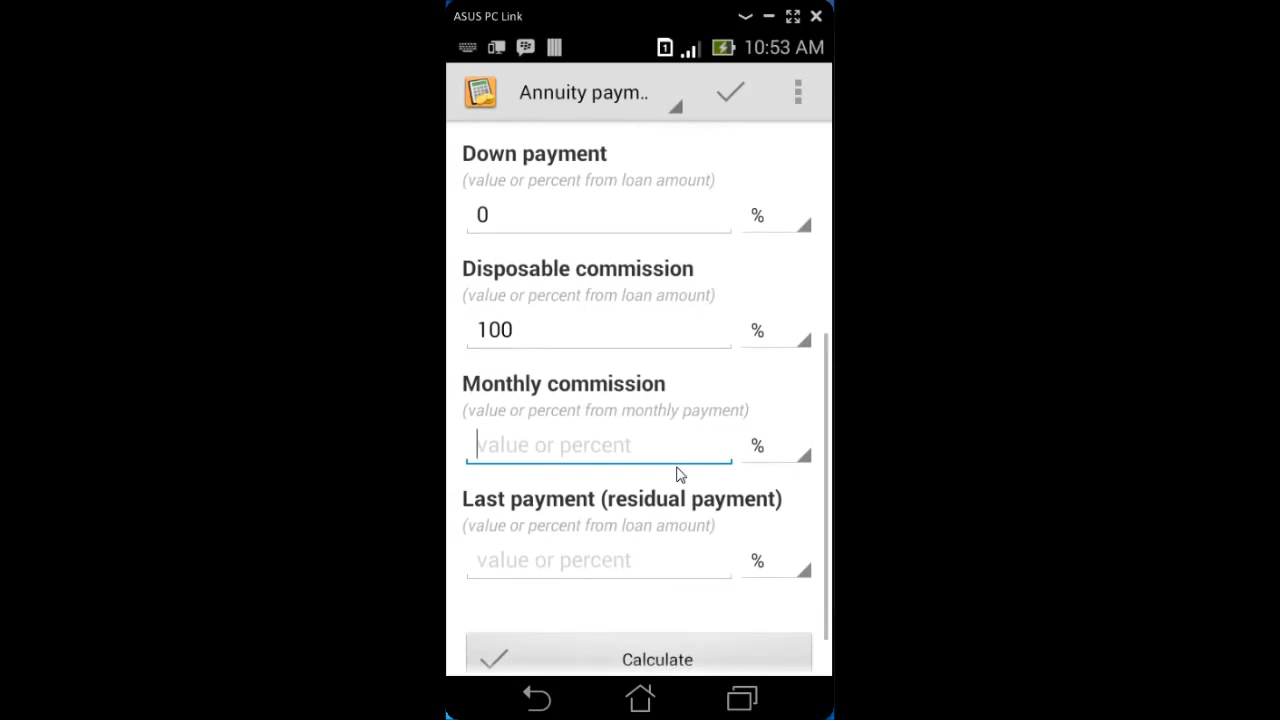 ASUS PC Link
1
10:53 AM
Annuity paym..
Down payment
(value or percent from loan amount)
0 %
Disposable commission
(value or percent from loan amount)
100 %
Monthly commission
(value or percent from monthly payment)
value or percent %
Last payment (residual payment)
(value or percent from loan amount)
value or percent %
Calculate